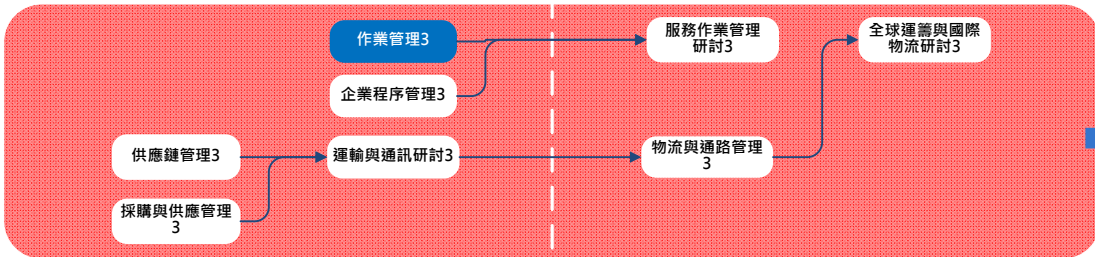 作業管理3
服務作業管理
研討3
全球運籌與國際
物流研討3
企業程序管理3
供應鏈管理3
運輸與通訊研討3
物流與通路管理
3
採購與供應管理
3